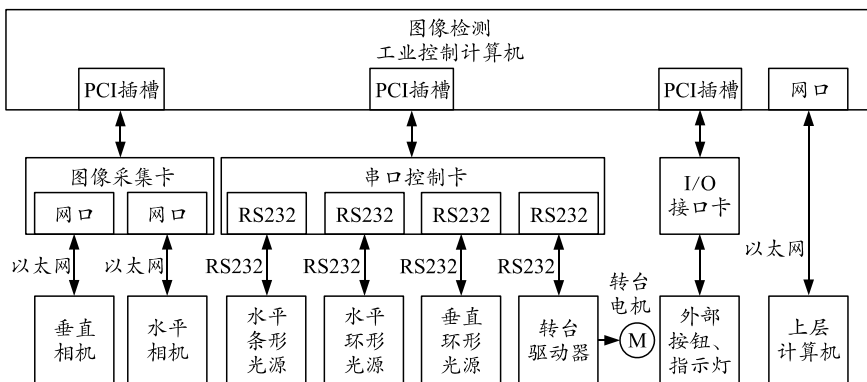 图像检测
工业控制计算机
PCI插槽
PCI插槽
PCI插槽
网口
图像采集卡
网口
网口
串口控制卡
RS232
RS232
RS232
RS232
I/O
接口卡
以太网
以太网
RS232
RS232
RS232
RS232
以太网
转台
电机
M
垂直
相机
水平
相机
水平
条形
光源
水平
环形
光源
垂直
环形
光源
转台
驱动器
外部
按钮、
指示灯
上层
计算机